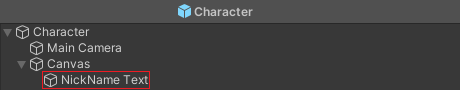 Character
Character
Main Camera
Canvas
NickName Text